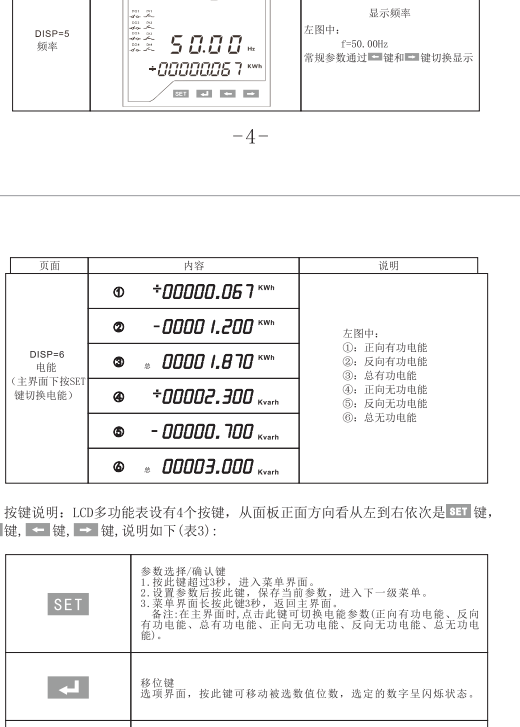 显示频率
DISP=5
频率
DO1 DI1
DO2 DI2
DO3 DI3
DO4 DI4
50.00 Hz
÷00000.067 KWh
SET
左图中:
f=50.00Hz
常规参数通过键和键切换显示
-4-
页面 内容 说明
DISP=6
电能
(主界面下按SET
键切换电能)
① ÷00000.067 KWh
② -00001.200 KWh
③ 总 00001.870 KWh
④ ÷00002.300 Kvarh
⑤ -00000.700 Kvarh
⑥ 总 00003.000 Kvarh
左图中:
①: 正向有功电能
②: 反向有功电能
③: 总有功电能
④: 正向无功电能
⑤: 反向无功电能
⑥: 总无功电能
按键说明: LCD多功能表设有4个按键, 从面板正面方向看从左到右依次是 SET 键,
键, 键, 键, 说明如下(表3):
SET
参数选择/确认键
1.按此键超过3秒, 进入菜单界面。
2.设置参数后按此键, 保存当前参数, 进入下一级菜单。
3.菜单界面长按此键3秒, 返回主界面。
备注:在主界面时,点击此键可切换电能参数(正向有功电能、反向
有功电能、总有功电能、正向无功电能、反向无功电能、总无功电
能)。
移位键
选项界面, 按此键可移动被选数值位数, 选定的数字呈闪烁状态。